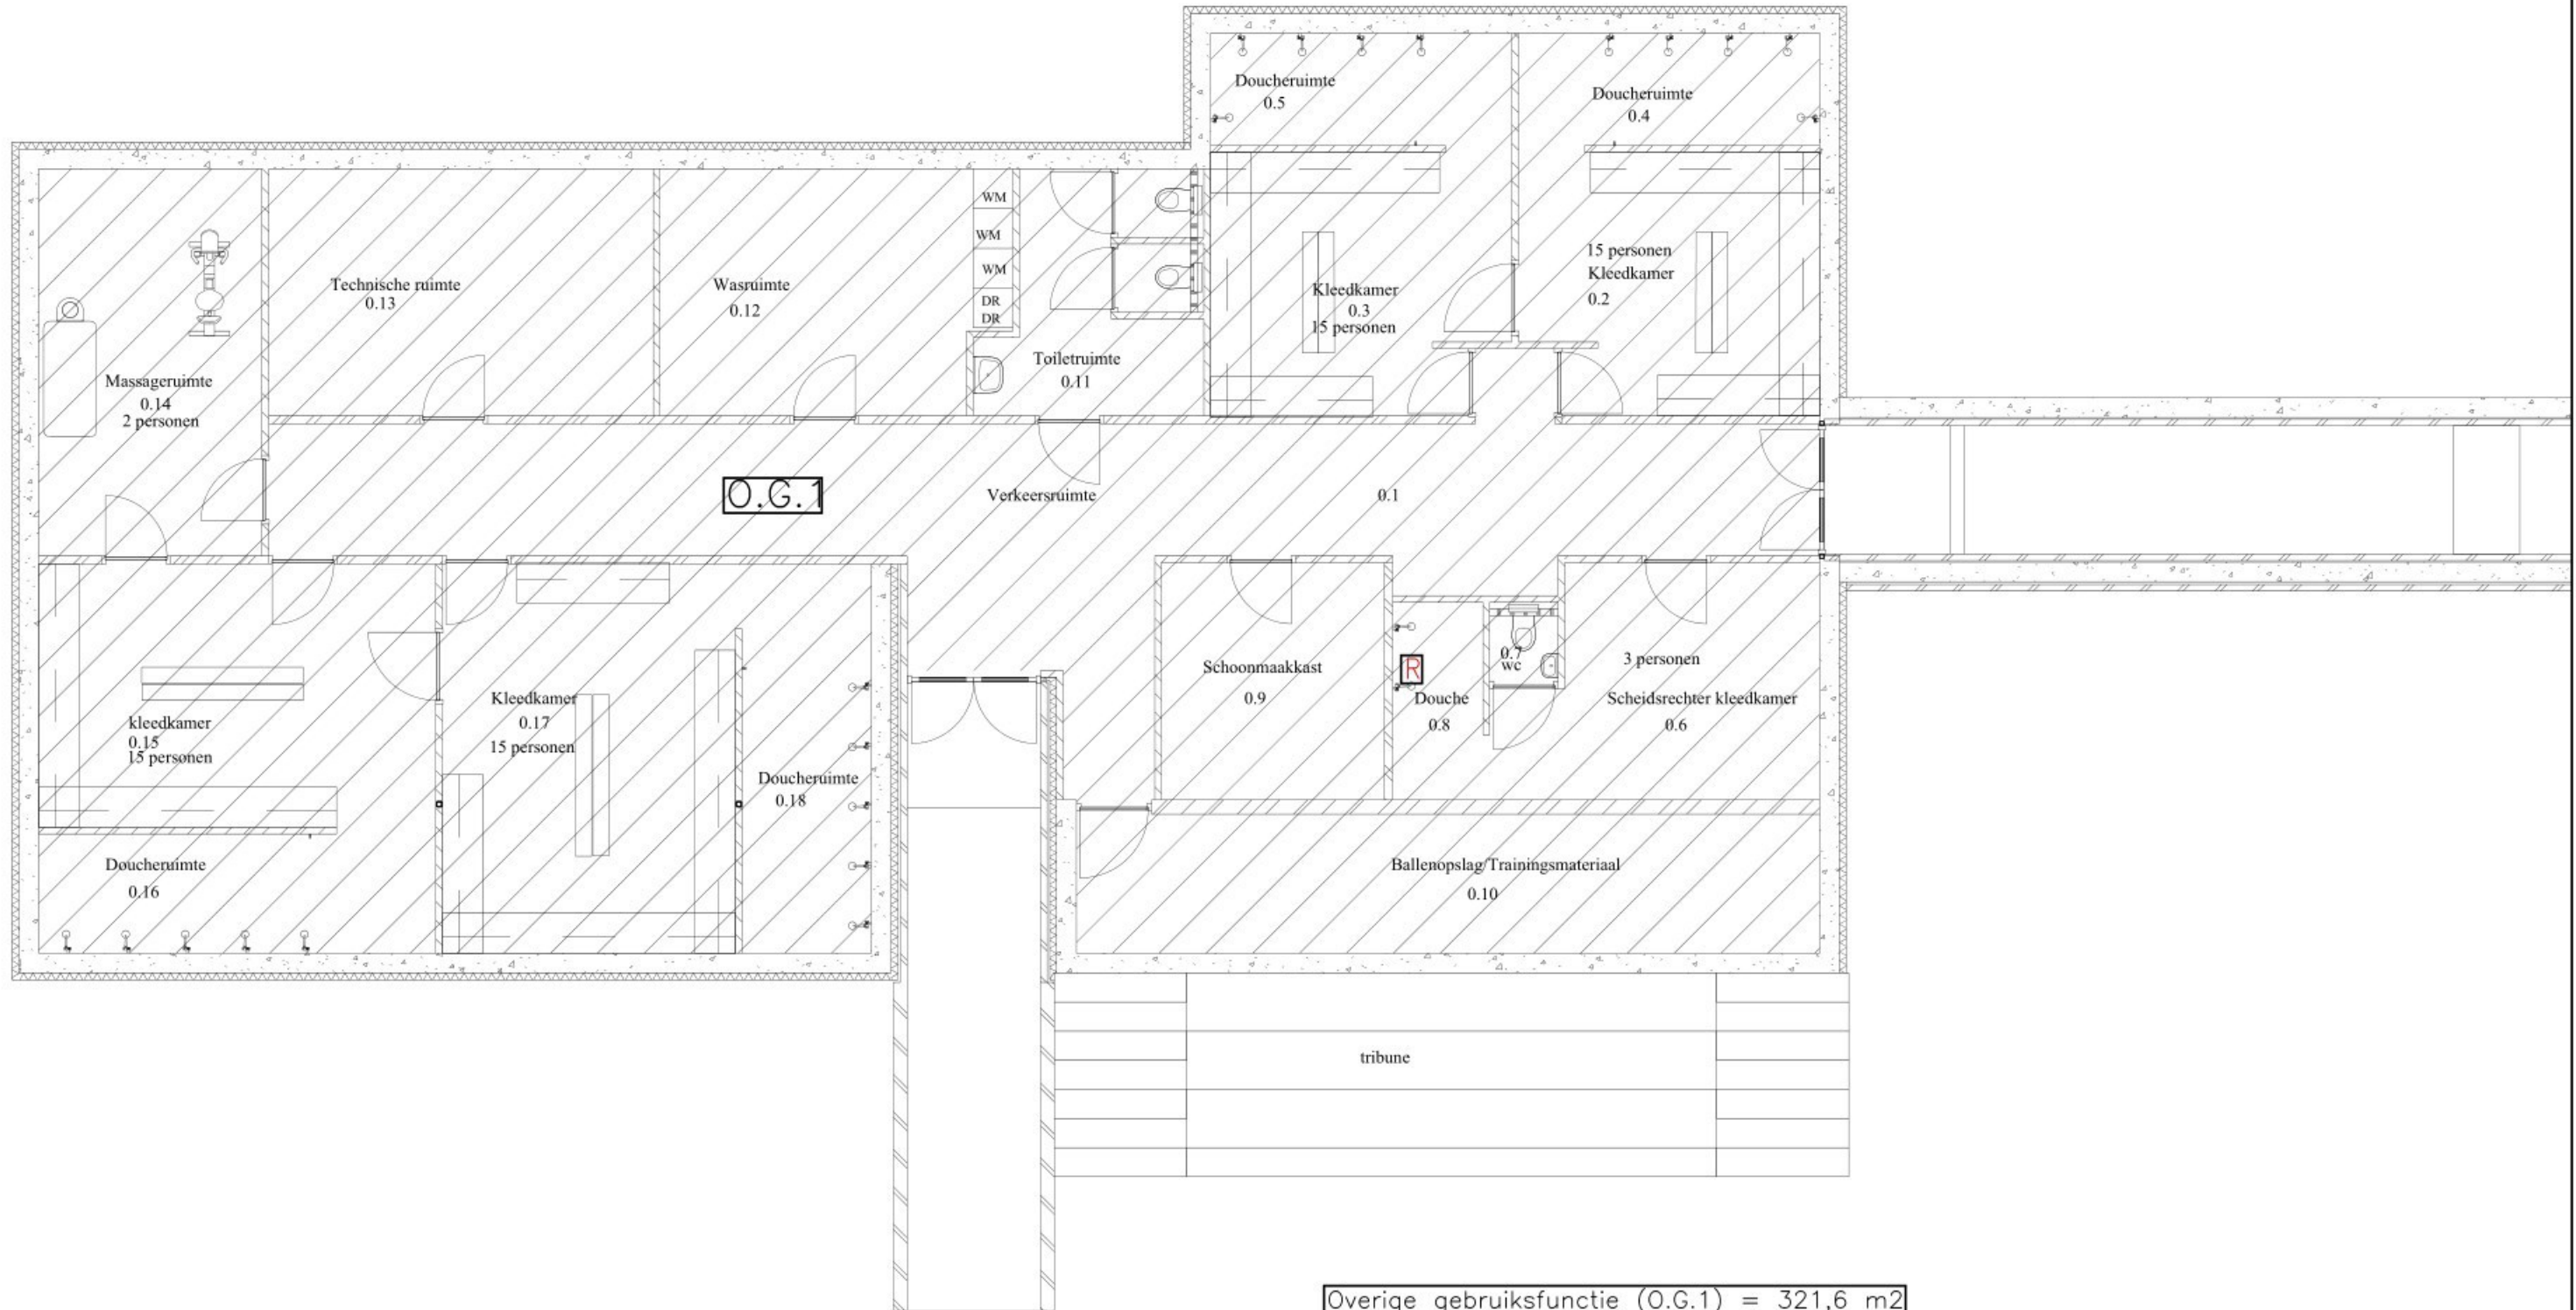 Doucheruimte
0.5
Doucheruimte
0.4
WM
WM
WM
DR
DR
Technische ruimte
0.13
Wasruimte
0.12
Massageruimte
0.14
2 personen
Toiletruimte
0.11
Kleedkamer
0.3
15 personen
15 personen
Kleedkamer
0.2
O.G.1
Verkeersruimte
0.1
kleedkamer
0.15
15 personen
Kleedkamer
0.17
15 personen
Doucheruimte
0.18
Doucheruimte
0.16
Schoonmaakkast
0.9
R
Douche
0.8
0.7
wc
3 personen
Scheidsrechter kleedkamer
0.6
Ballenopslag/Trainingsmateriaal
0.10
tribune
Overige gebruiksfunctie (O.G.1) = 321,6 m2